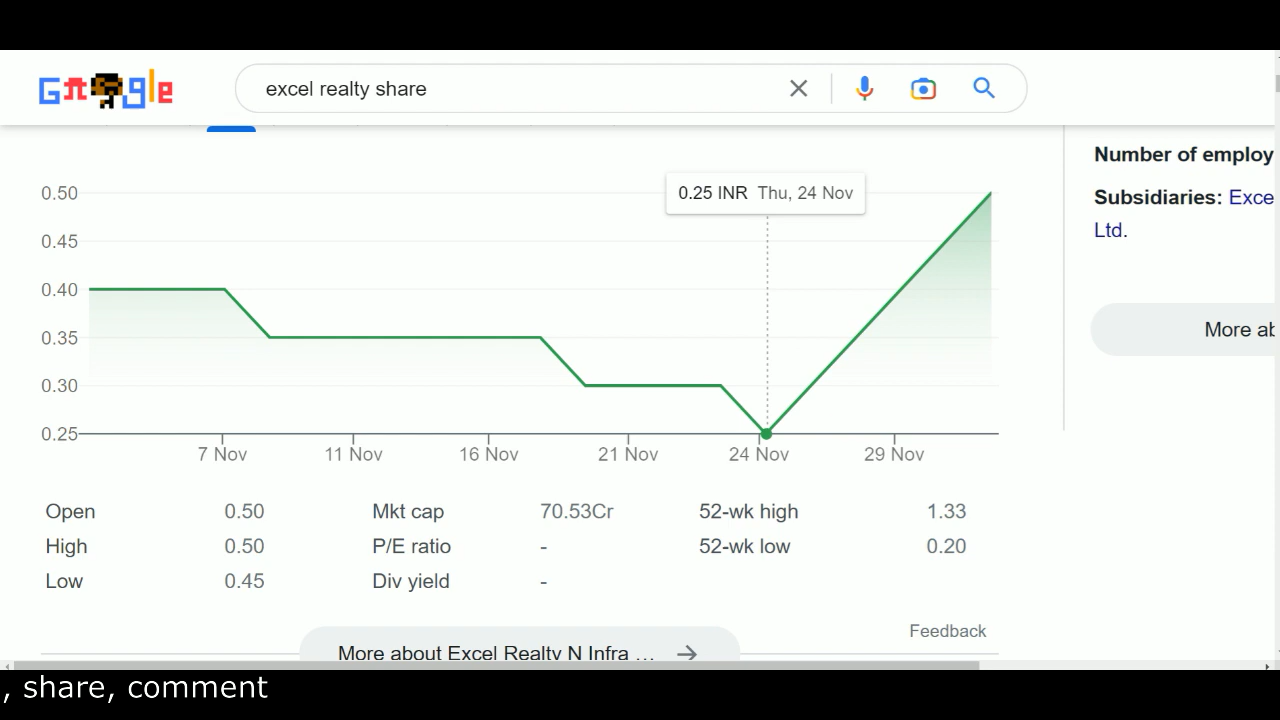 Google
excel realty share
0.50
0.45
0.40
0.35
0.30
0.25
0.25 INR Thu, 24 Nov
7 Nov 11 Nov 16 Nov 21 Nov 24 Nov 29 Nov
Number of employ
Subsidiaries: Exce
Ltd.
More ab
Open 0.50 Mkt cap 70.53Cr 52-wk high 1.33
High 0.50 P/E ratio - 52-wk low 0.20
Low 0.45 Div yield -
Feedback
More about Excel Realty N Infra ...
, share, comment